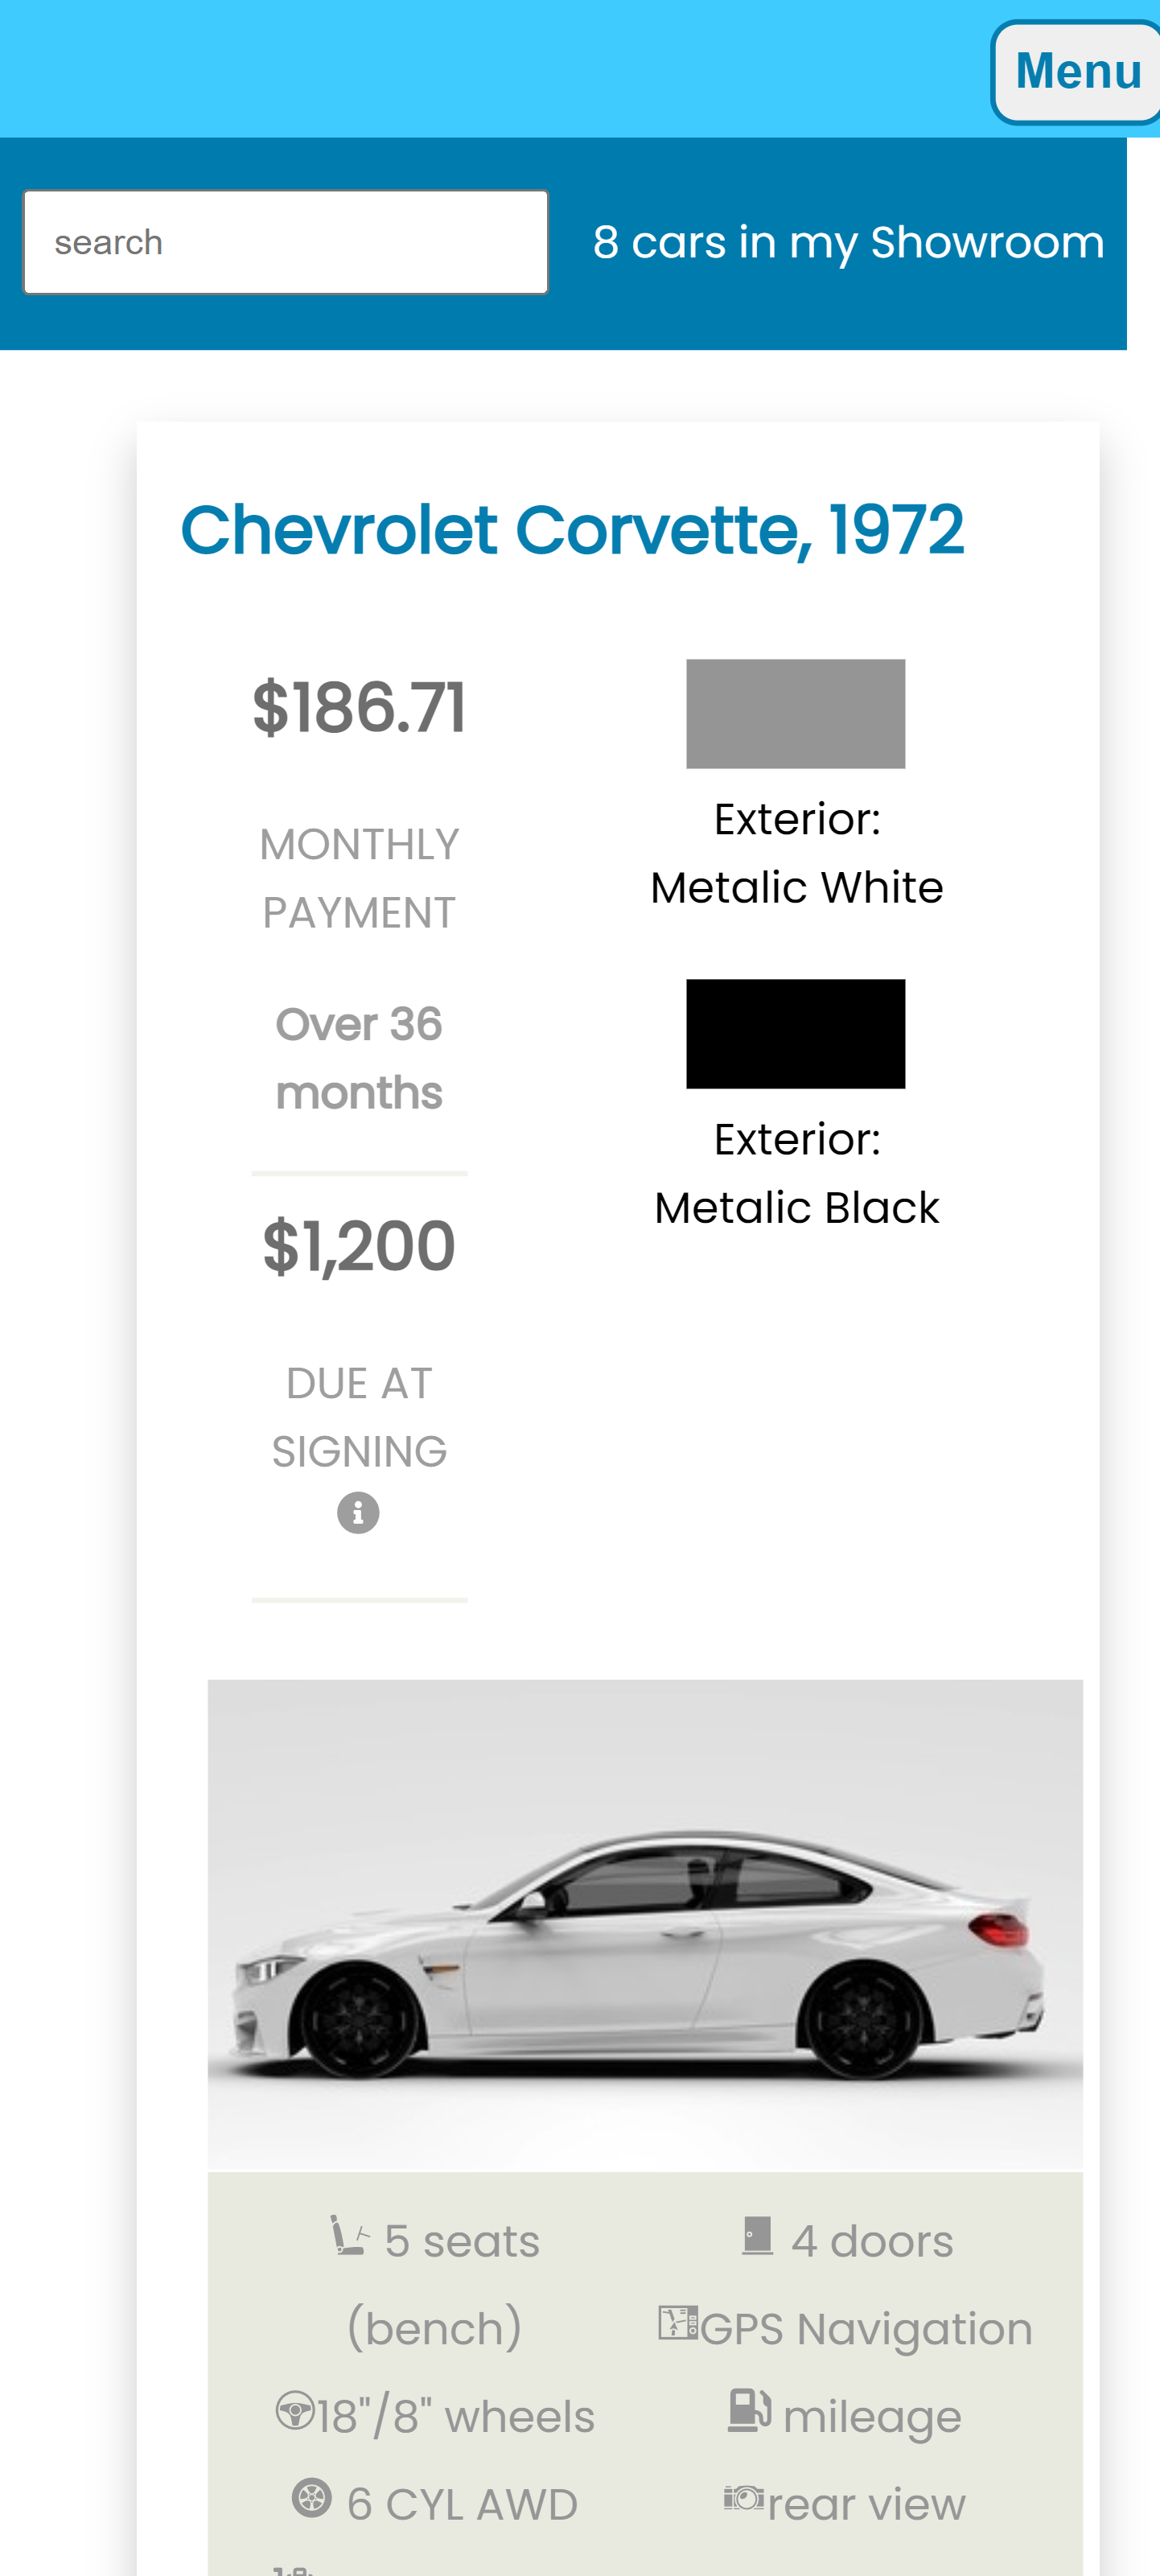 Menu
search
8 cars in my Showroom
Chevrolet Corvette, 1972
$186.71
MONTHLY
PAYMENT
Over 36
months
$1,200
DUE AT
SIGNING
Exterior:
Metalic White
Exterior:
Metalic Black
5 seats
(bench)
18"/8" wheels
6 CYL AWD
4 doors
GPS Navigation
mileage
rear view